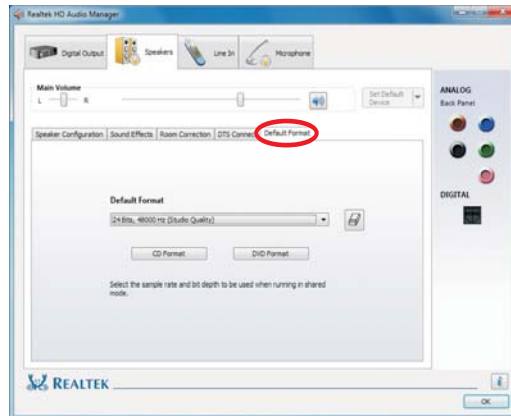 Realtek HD Audio Manager
Digital Output
Speakers
Line In
Microphone
Main Volume
L
R
Set Default
Device
ANALOG
Back Panel
Speaker Configuration
Sound Effects
Room Correction
DTS Connect
Default Format
DIGITAL
Default Format
24 Bits, 48000 Hz (Studio Quality)
CD Format
DVD Format
Select the sample rate and bit depth to be used when running in shared
mode.
REALTEK
i
OK